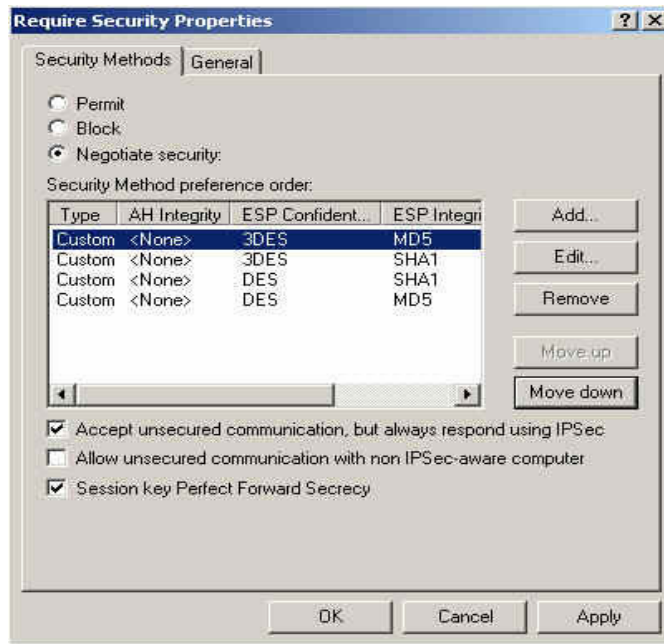 Require Security Properties
Security Methods General
Permit
Block
Negotiate security:
Security Method preference order:
Type AH Integrity ESP Confident... ESP Integri
Custom <None> 3DES MD5
Custom <None> 3DES SHA1
Custom <None> DES SHA1
Custom <None> DES MD5
Add...
Edit...
Remove
Move up
Move down
Accept unsecured communication, but always respond using IPSec
Allow unsecured communication with non IPSec-aware computer
Session key Perfect Forward Secrecy
OK Cancel Apply